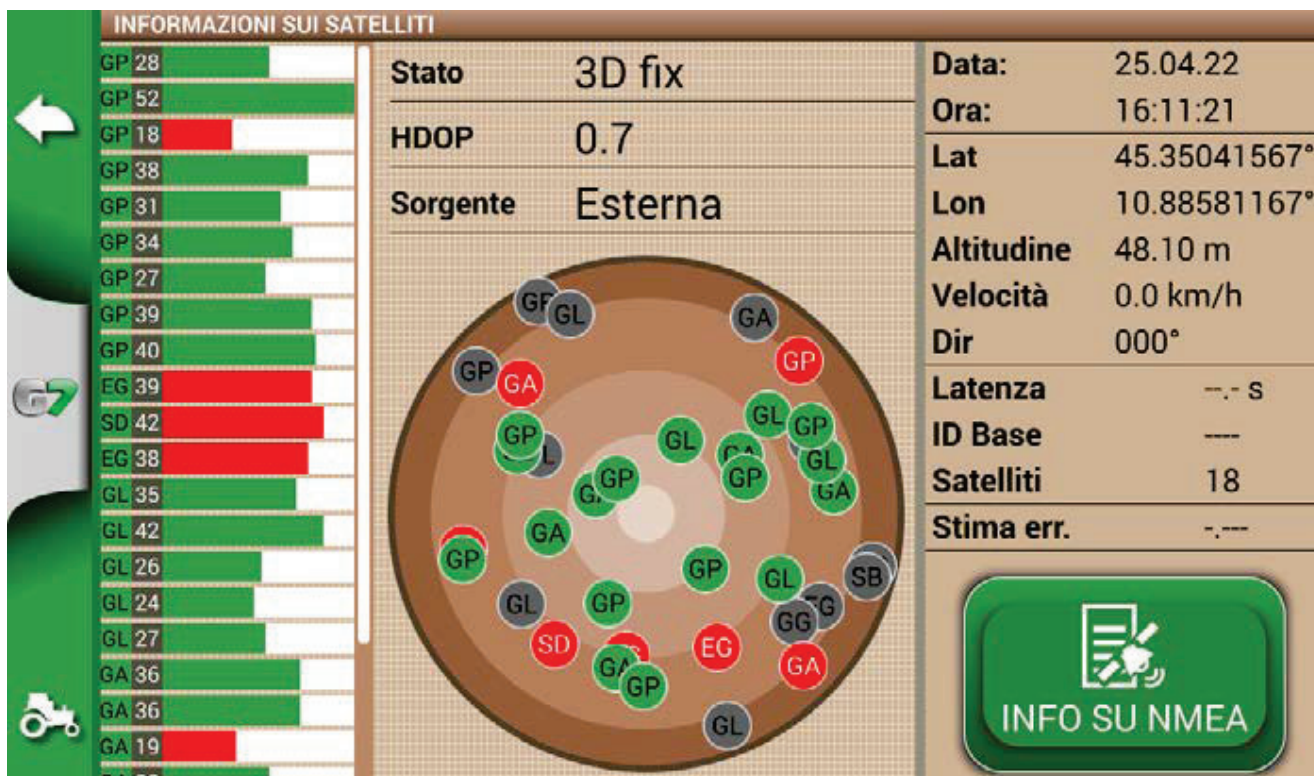 INFORMAZIONI SUI SATELLITI
GP 28
GP 52
GP 18
GP 38
GP 31
GP 34
GP 27
GP 39
GP 40
EG 39
SD 42
EG 38
GL 35
GL 42
GL 26
GL 24
GL 27
GA 36
GA 36
GA 19
G7
Stato 3D fix
HDOP 0.7
Sorgente Esterna
GP GL GA
GP
GP GA
GL GP
GP GL GA GL
GP GP GA
GA
GA
GP GP GL
SB
GL GP EG
GG
SD EG
GA GA
GP
GL
Data: 25.04.22
Ora: 16:11:21
Lat 45.35041567°
Lon 10.88581167°
Altitudine 48.10 m
Velocità 0.0 km/h
Dir 000°
Latenza --.- s
ID Base ----
Satelliti 18
Stima err. -.---
INFO SU NMEA